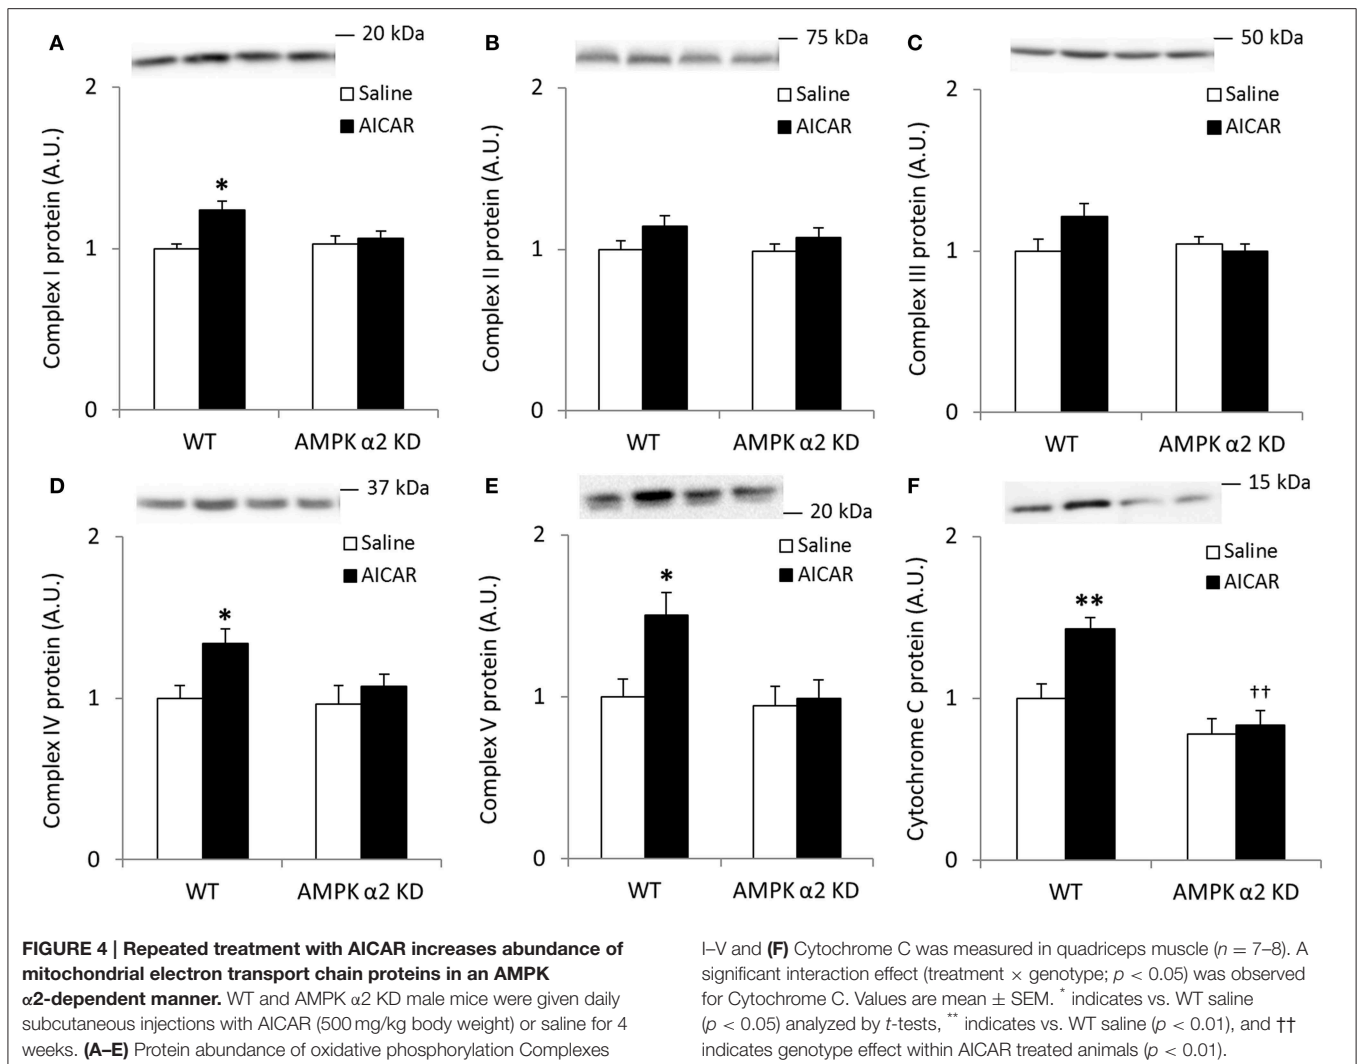 A
— 20 kDa
2
Saline
AICAR
*
1
0
Complex I protein (A.U.)
WT
AMPK α2 KD
B
— 75 kDa
2
Saline
AICAR
1
0
Complex II protein (A.U.)
WT
AMPK α2 KD
C
— 50 kDa
2
Saline
AICAR
1
0
Complex III protein (A.U.)
WT
AMPK α2 KD
D
— 37 kDa
2
Saline
AICAR
*
1
0
Complex IV protein (A.U.)
WT
AMPK α2 KD
E
— 20 kDa
2
Saline
AICAR
*
1
0
Complex V protein (A.U.)
WT
AMPK α2 KD
F
— 15 kDa
2
Saline
AICAR
**
††
1
0
Cytochrome C protein (A.U.)
WT
AMPK α2 KD
FIGURE 4 | Repeated treatment with AICAR increases abundance of
mitochondrial electron transport chain proteins in an AMPK
α2-dependent manner. WT and AMPK α2 KD male mice were given daily
subcutaneous injections with AICAR (500 mg/kg body weight) or saline for 4
weeks. (A–E) Protein abundance of oxidative phosphorylation Complexes
I–V and (F) Cytochrome C was measured in quadriceps muscle (n = 7–8). A
significant interaction effect (treatment × genotype; p < 0.05) was observed
for Cytochrome C. Values are mean ± SEM. * indicates vs. WT saline
(p < 0.05) analyzed by t-tests, ** indicates vs. WT saline (p < 0.01), and ††
indicates genotype effect within AICAR treated animals (p < 0.01).